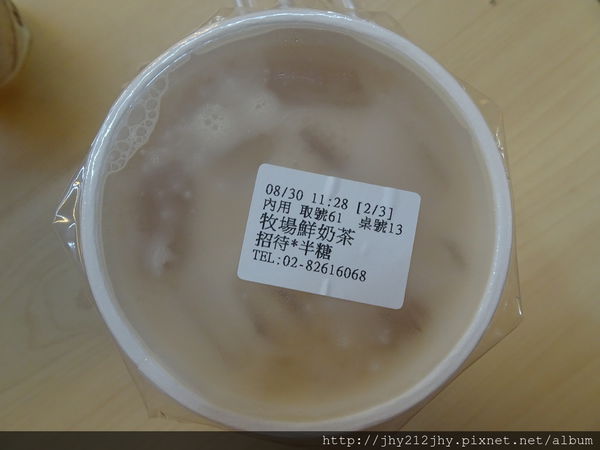 08/30 11:28 [2/3]
內用 取號61 桌號13
牧場鮮奶茶
招待*半糖
TEL:02-82616068
http://jhy212jhy.pixnet.net/album